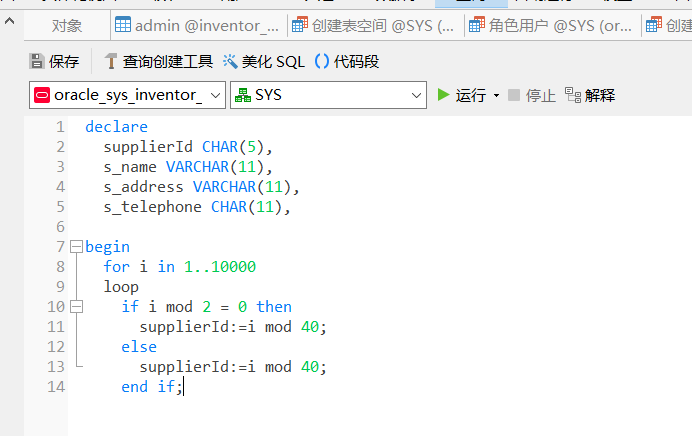 对象 admin @inventor_... 创建表空间 @SYS (... 角色用户 @SYS (or... 创建
保存 查询创建工具 美化 SQL () 代码段
oracle_sys_inventor_ SYS 运行 停止 解释
1 declare
2 supplierId CHAR(5),
3 s_name VARCHAR(11),
4 s_address VARCHAR(11),
5 s_telephone CHAR(11),
6
7 begin
8 for i in 1..10000
9 loop
10 if i mod 2 = 0 then
11 supplierId:=i mod 40;
12 else
13 supplierId:=i mod 40;
14 end if;